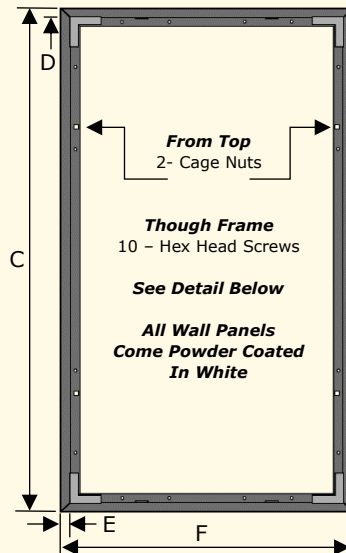 D
From Top
2- Cage Nuts
C
Though Frame
10 – Hex Head Screws
See Detail Below
All Wall Panels
Come Powder Coated
In White
E
F